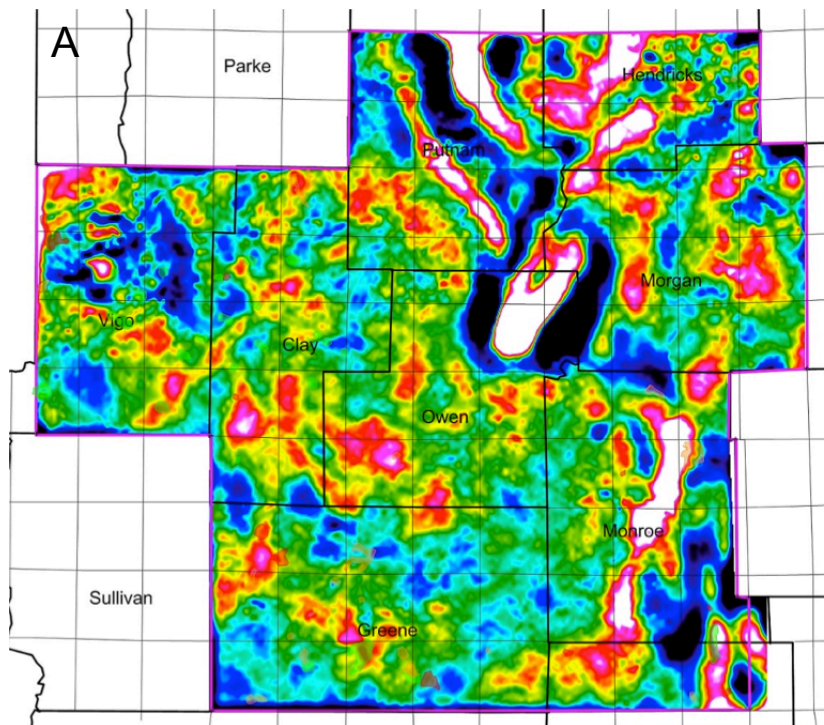 A
Parke
Hendricks
Putnam
Morgan
Vigo
Clay
Owen
Monroe
Sullivan
Greene